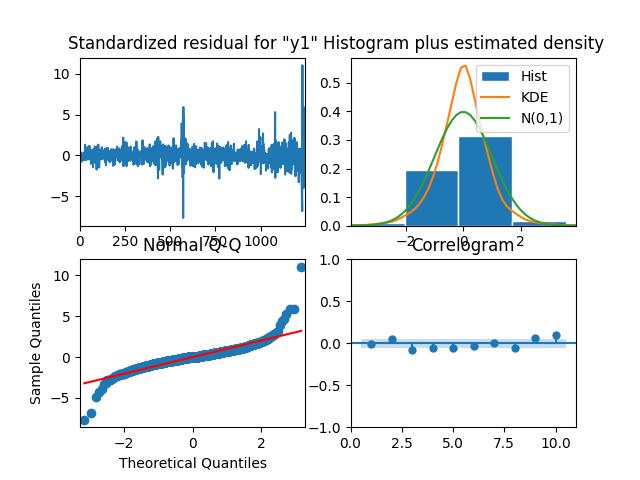 Standardized residual for "y1"
10
5
0
−5
0 250 500 750 1000
Histogram plus estimated density
Hist
KDE
N(0,1)
0.5
0.4
0.3
0.2
0.1
0.0
−2 0 2
Normal Q-Q
Sample Quantiles
10
5
0
−5
−2 0 2
Theoretical Quantiles
Correlogram
1.0
0.5
0.0
−0.5
−1.0
0.0 2.5 5.0 7.5 10.0